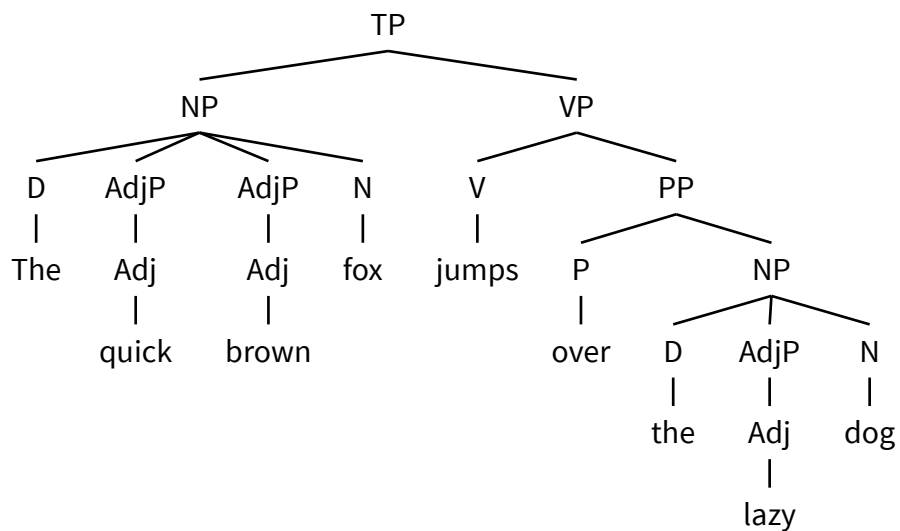 TP
NP VP
D AdjP AdjP N V PP
The Adj Adj fox jumps P NP
quick brown over D AdjP N
the Adj dog
lazy